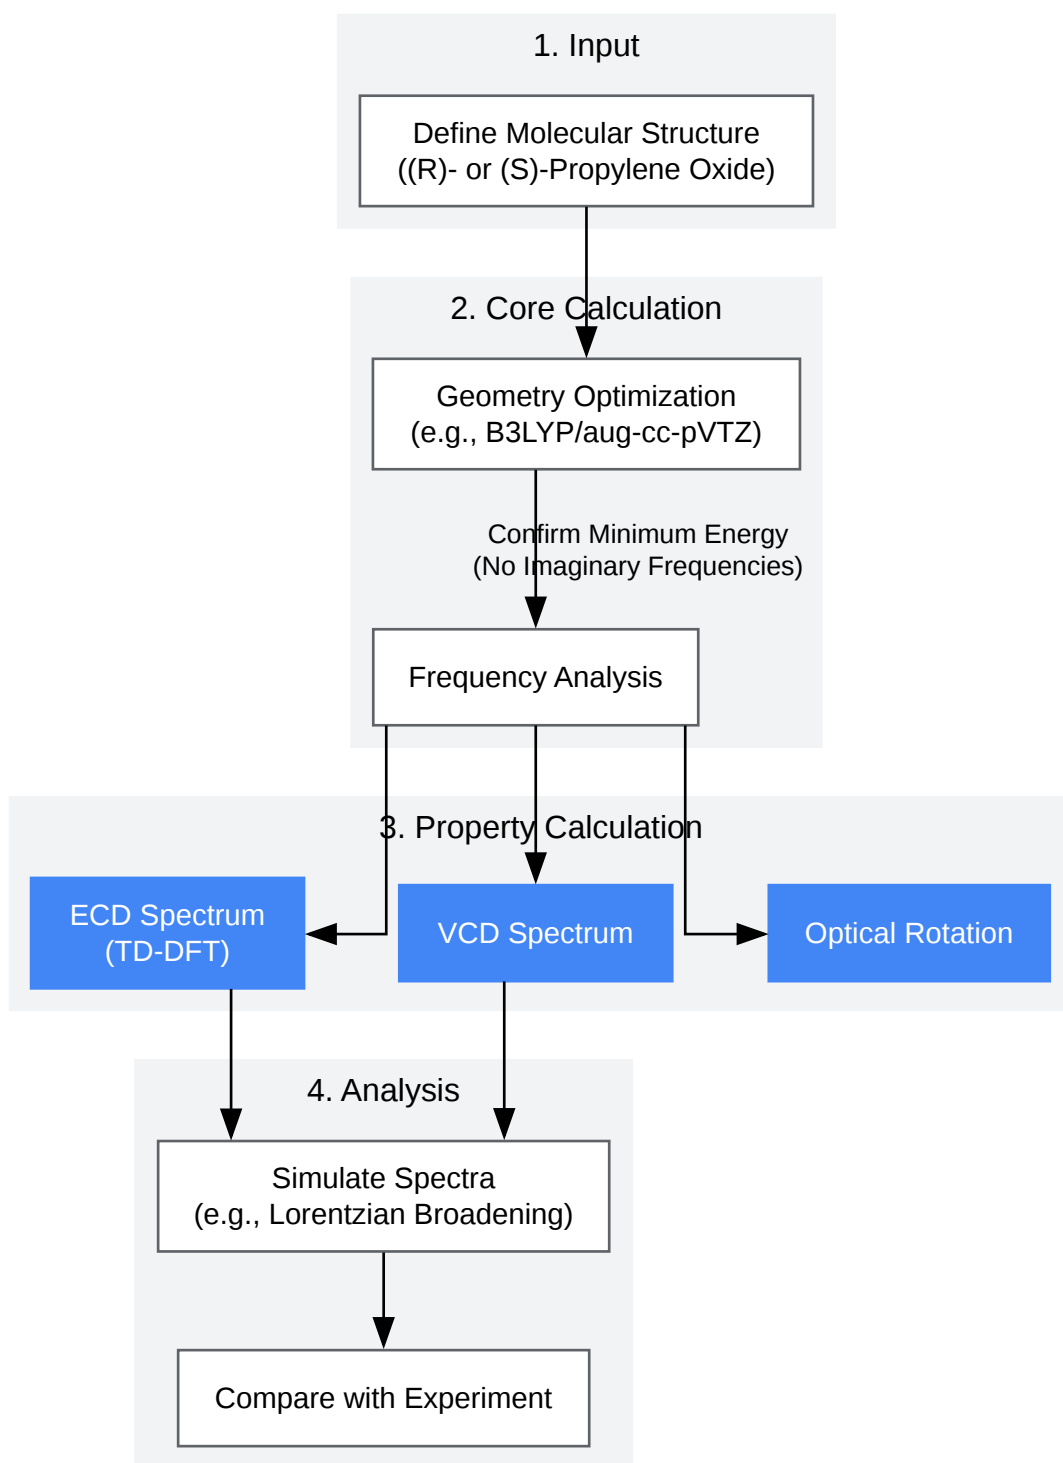 1. Input
Define Molecular Structure
((R)- or (S)-Propylene Oxide)
2. Core Calculation
Geometry Optimization
(e.g., B3LYP/aug-cc-pVTZ)
Confirm Minimum Energy
(No Imaginary Frequencies)
Frequency Analysis
3. Property Calculation
ECD Spectrum
(TD-DFT)
VCD Spectrum
Optical Rotation
4. Analysis
Simulate Spectra
(e.g., Lorentzian Broadening)
Compare with Experiment